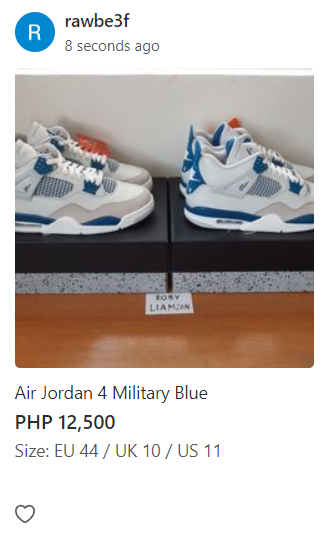 R
rawbe3f
8 seconds ago
ROBY
LIAMZON
Air Jordan 4 Military Blue
PHP 12,500
Size: EU 44 / UK 10 / US 11